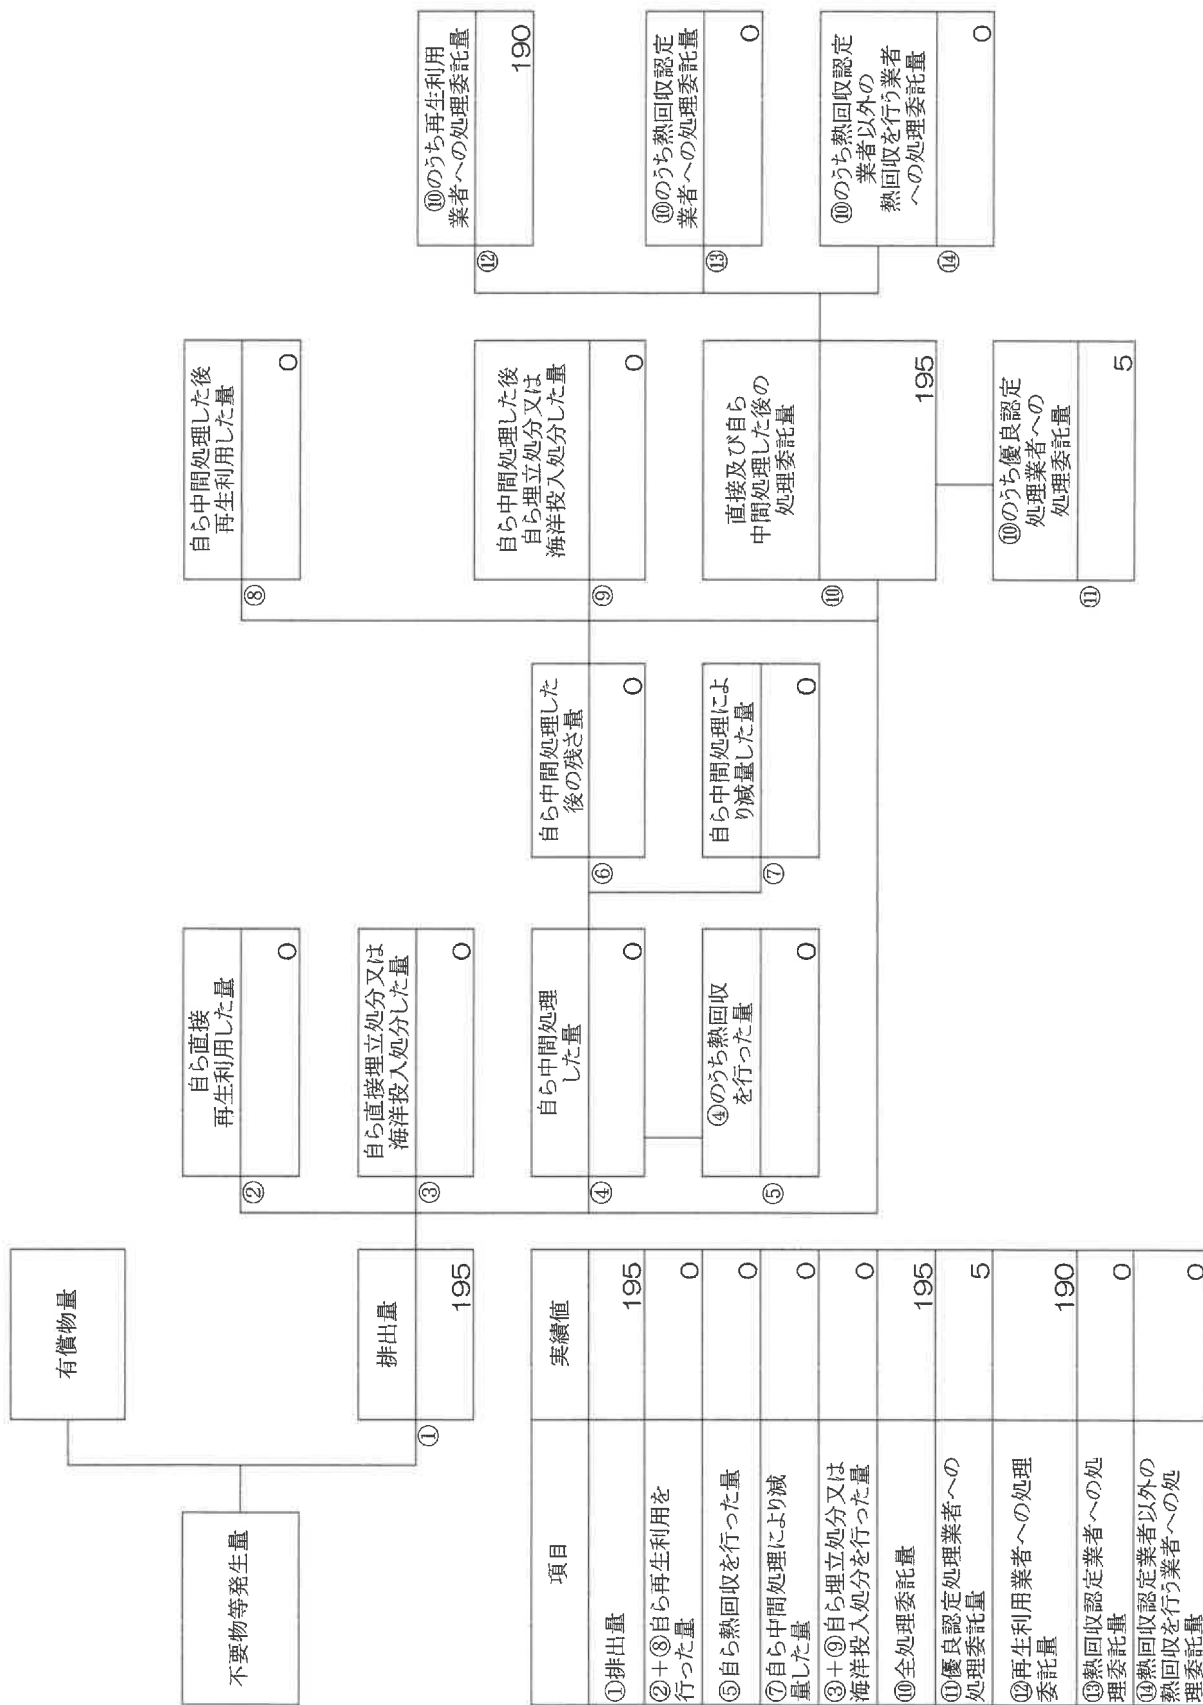 不要物等発生量
有償物量
①
排出量
195
②
自ら直接
再生利用した量
0
③
自ら直接埋立処分又は
海洋投入処分した量
0
④
自ら中間処理
した量
0
⑤
④のうち熱回収
を行った量
0
⑥
自ら中間処理した
後の残さ量
0
⑦
自ら中間処理によ
り減量した量
0
⑧
自ら中間処理した後
再生利用した量
0
⑨
自ら中間処理した後
自ら埋立処分又は
海洋投入処分した量
0
⑩
直接及び自ら
中間処理した後の
処理委託量
195
⑪
⑩のうち優良認定
処理業者への
処理委託量
5
⑫
⑩のうち再生利用
業者への処理委託量
190
⑬
⑩のうち熱回収認定
業者への処理委託量
0
⑭
⑩のうち熱回収認定
業者以外の
熱回収を行う業者
への処理委託量
0
項目 実績値
①排出量 195
②+⑧自ら再生利用を
行った量 0
⑤自ら熱回収を行った量 0
⑦自ら中間処理により減
量した量 0
③+⑨自ら埋立処分又は
海洋投入処分を行った量 0
⑩全処理委託量 195
⑪優良認定処理業者への
処理委託量 5
⑫再生利用業者への処理
委託量 190
⑬熱回収認定業者への処
理委託量 0
⑭熱回収認定業者以外の
熱回収を行う業者への処
理委託量 0